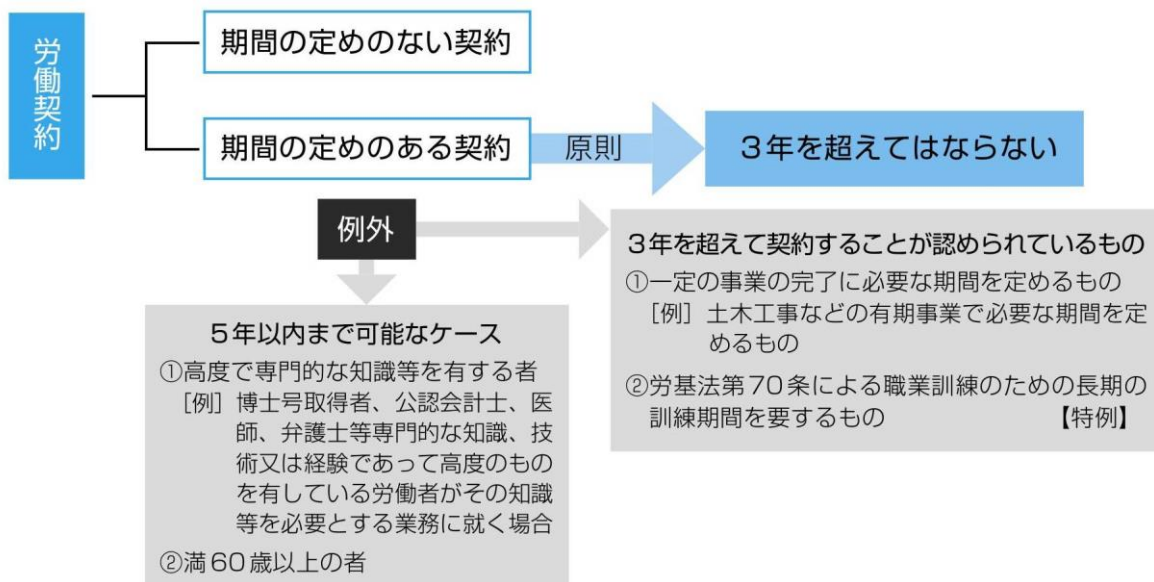 労働契約
期間の定めのない契約
期間の定めのある契約
原則
3年を超えてはならない
例外
3年を超えて契約することが認められているもの
①一定の事業の完了に必要な期間を定めるもの
［例］土木工事などの有期事業で必要な期間を定
めるもの
②労基法第70条による職業訓練のための長期の
訓練期間を要するもの 【特例】
5年以内まで可能なケース
①高度で専門的な知識等を有する者
［例］博士号取得者、公認会計士、医
師、弁護士等専門的な知識、技
術又は経験であって高度のもの
を有している労働者がその知識
等を必要とする業務に就く場合
②満60歳以上の者